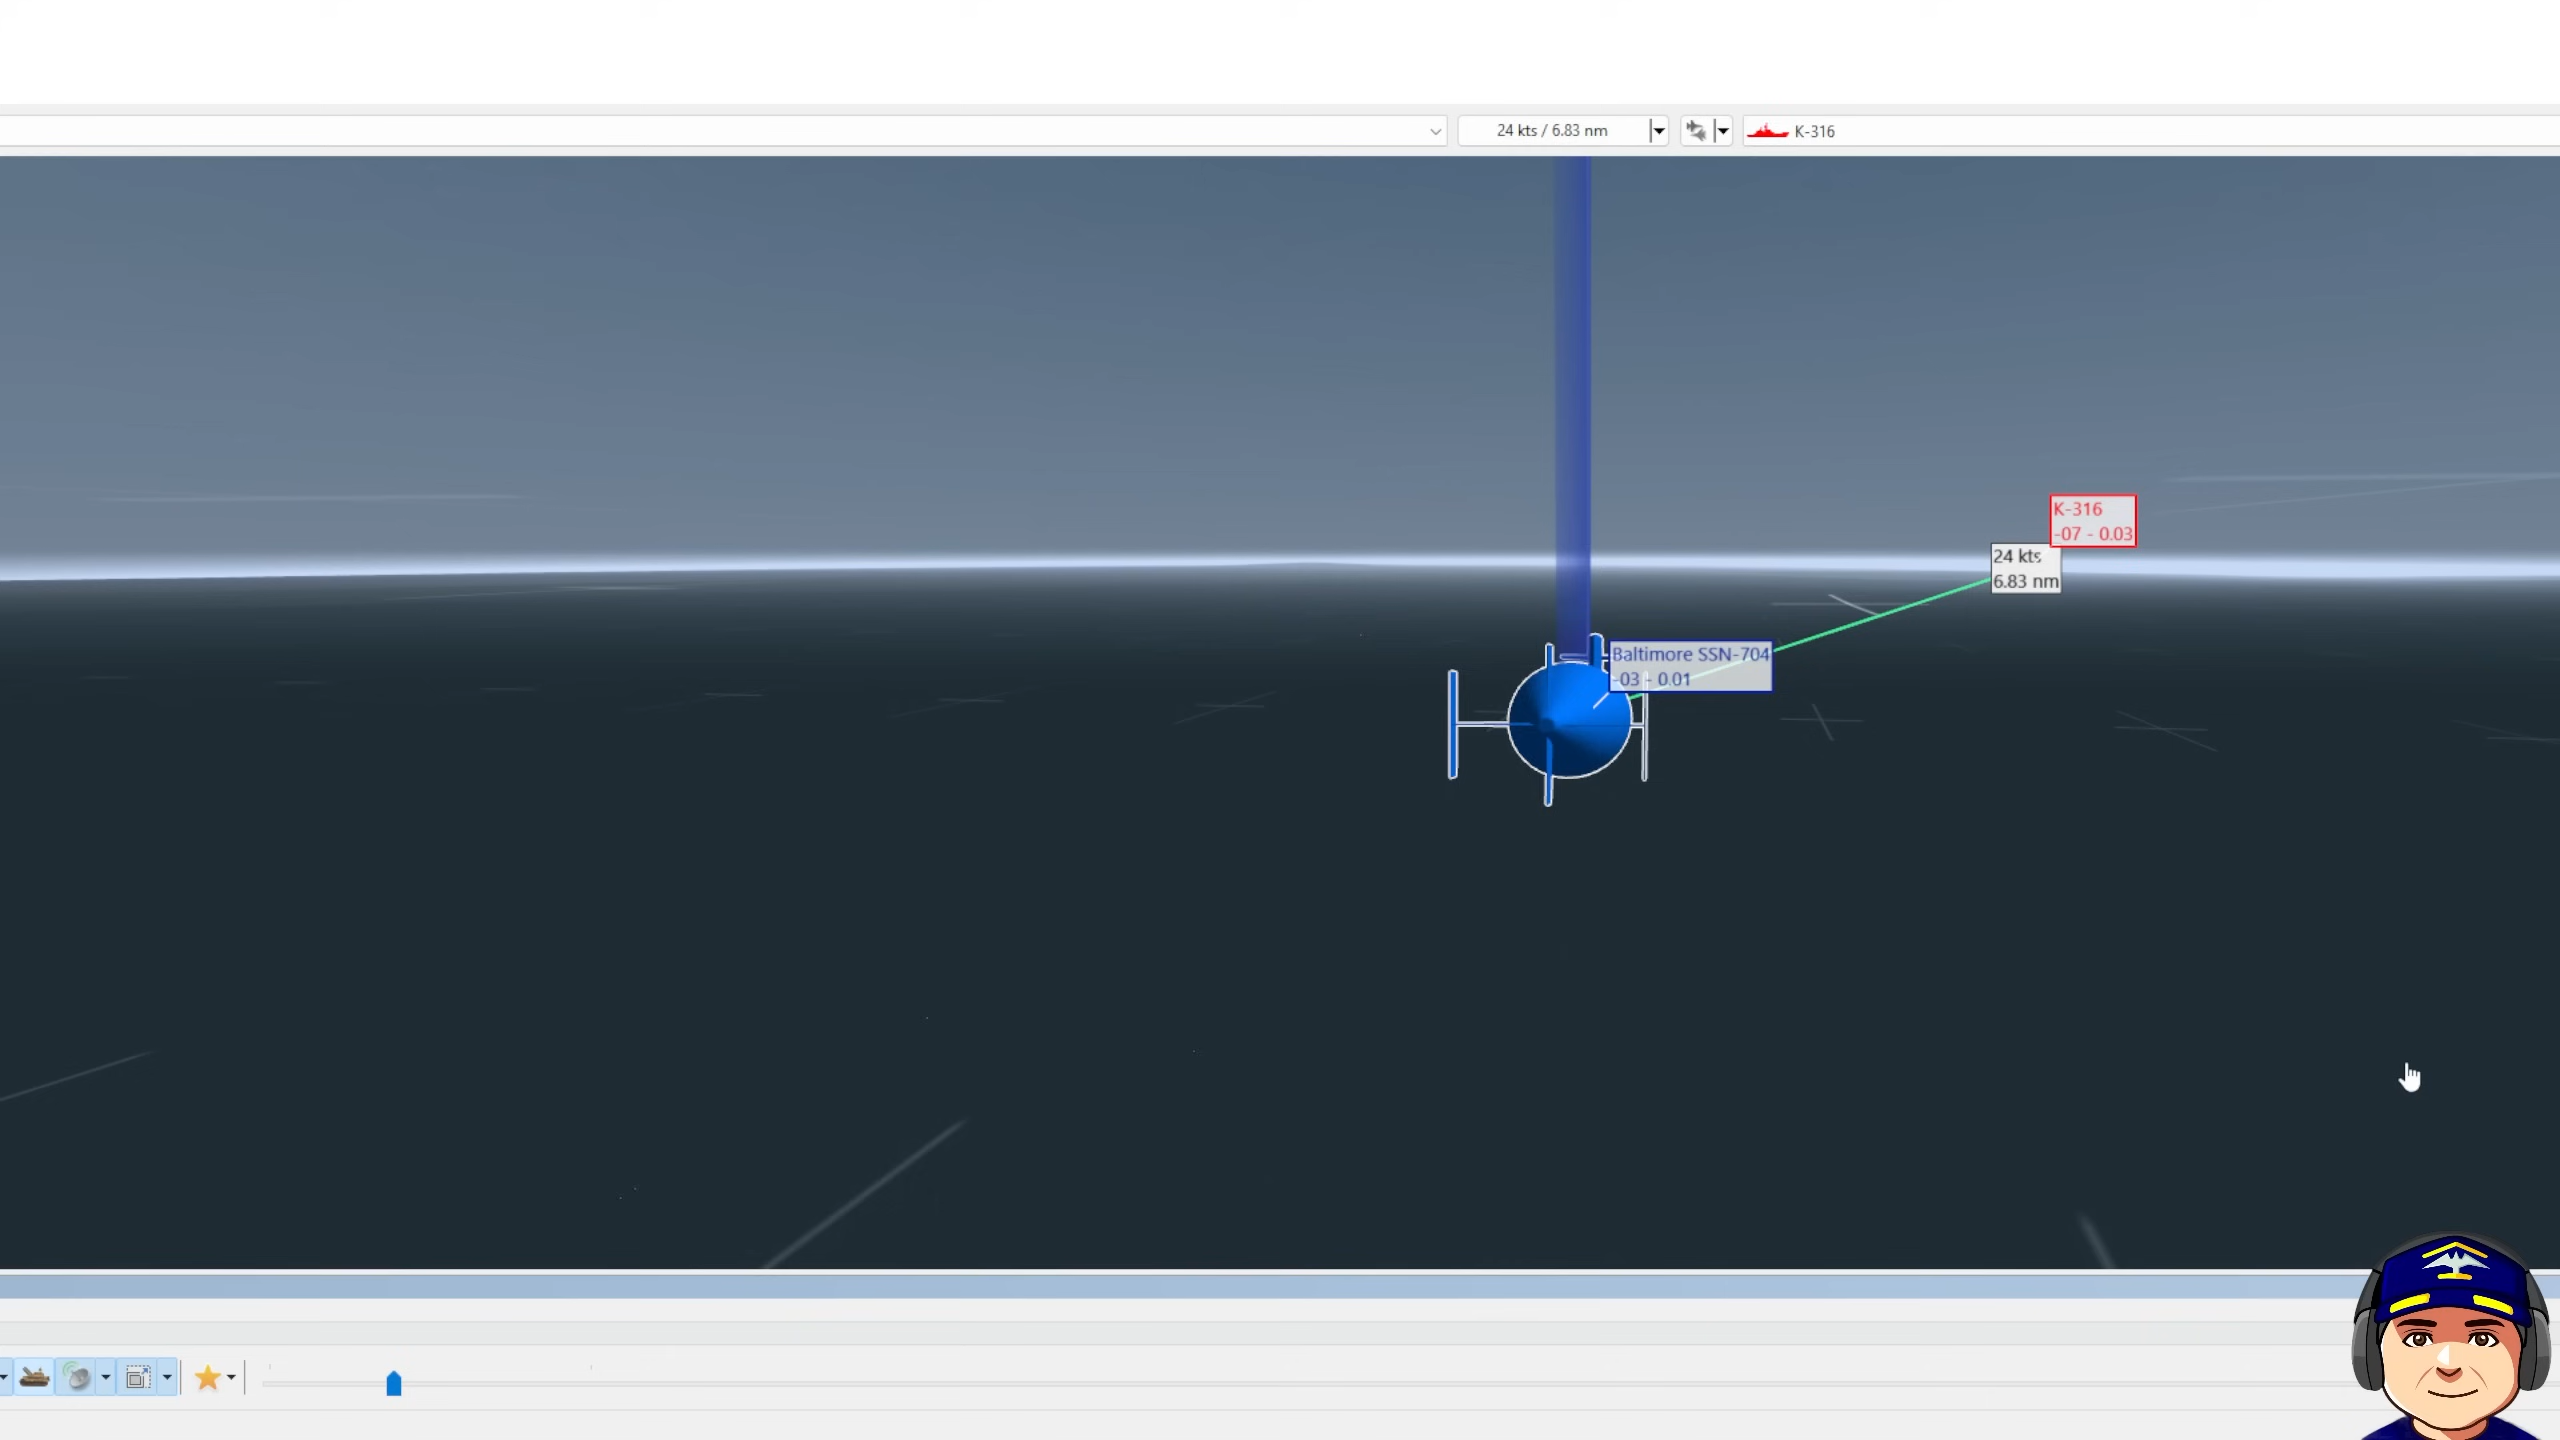 24 kts / 6.83 nm
K-316
K-316
-07 - 0.03
24 kts
6.83 nm
Baltimore SSN-704
-03 - 0.01